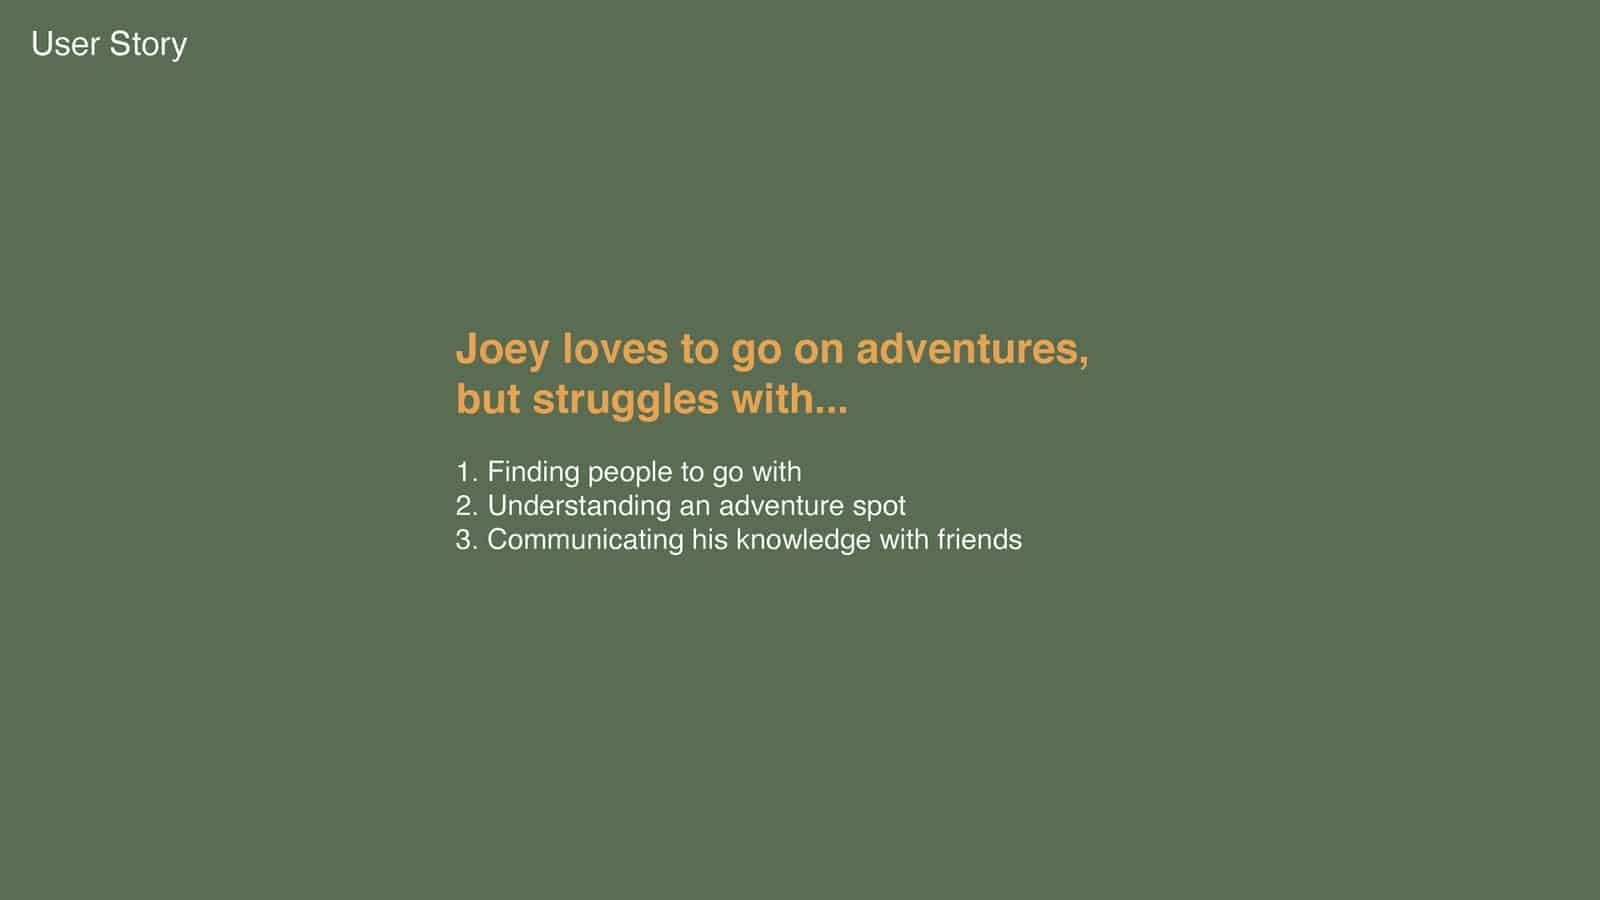 User Story
Joey loves to go on adventures,
but struggles with...
1. Finding people to go with
2. Understanding an adventure spot
3. Communicating his knowledge with friends